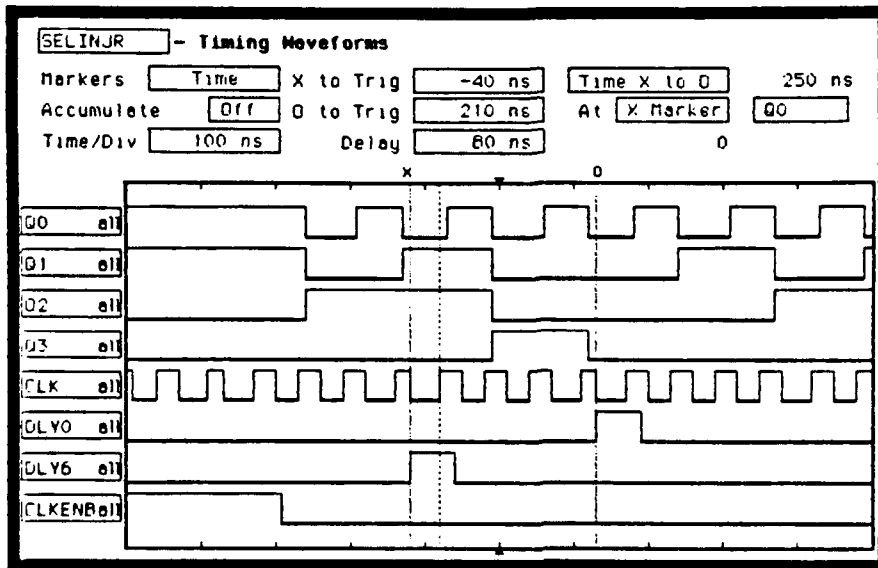 SELINJR - Timing Waveforms
Markers Time X to Trig -40 ns Time X to O 250 ns
Accumulate Off O to Trig 210 ns At X Marker Q0
Time/Div 100 ns Delay 80 ns 0
X O
Q0 all
Q1 all
Q2 all
Q3 all
CLK all
DLY0 all
DLY6 all
CLKENB all